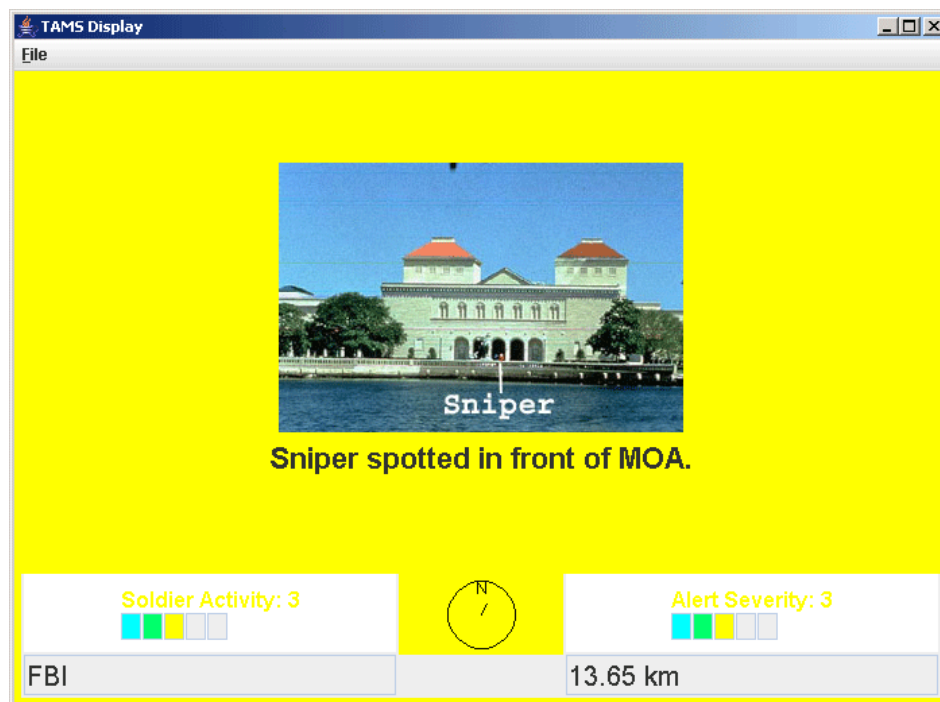 TAMS Display
File
Sniper
Sniper spotted in front of MOA.
N
Soldier Activity: 3
Alert Severity: 3
FBI
13.65 km